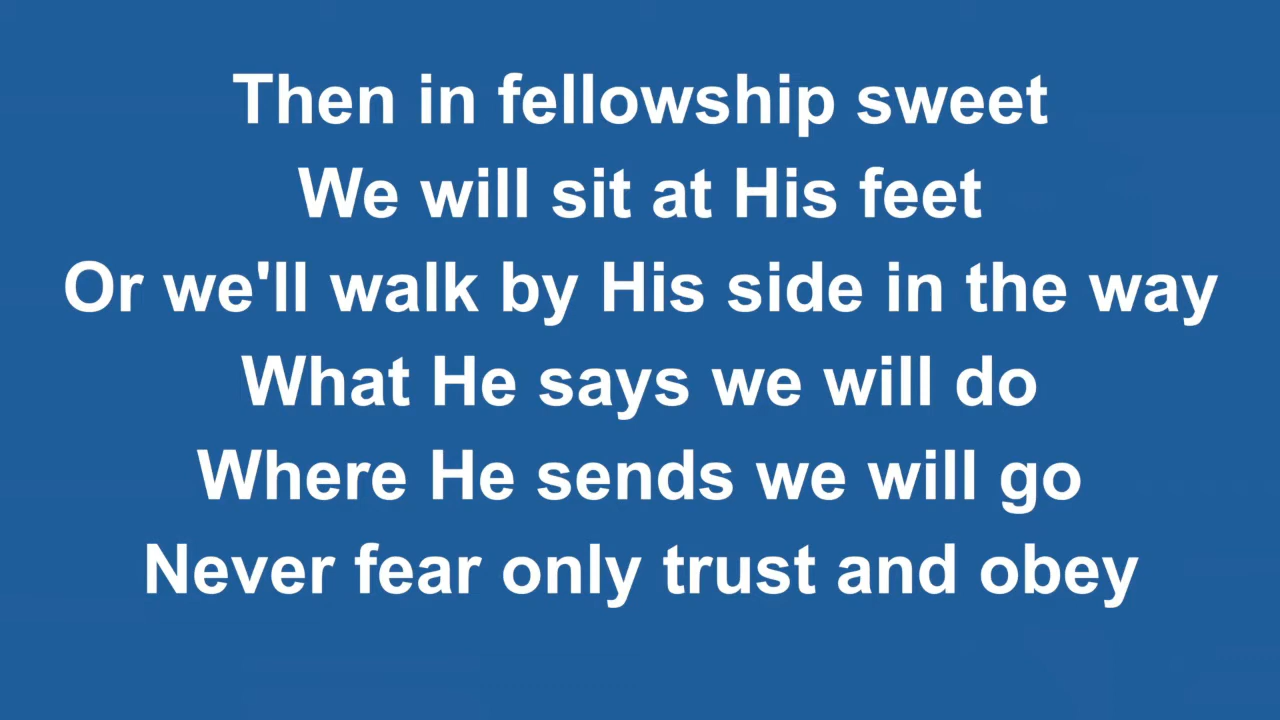 Then in fellowship sweet
We will sit at His feet
Or we'll walk by His side in the way
What He says we will do
Where He sends we will go
Never fear only trust and obey